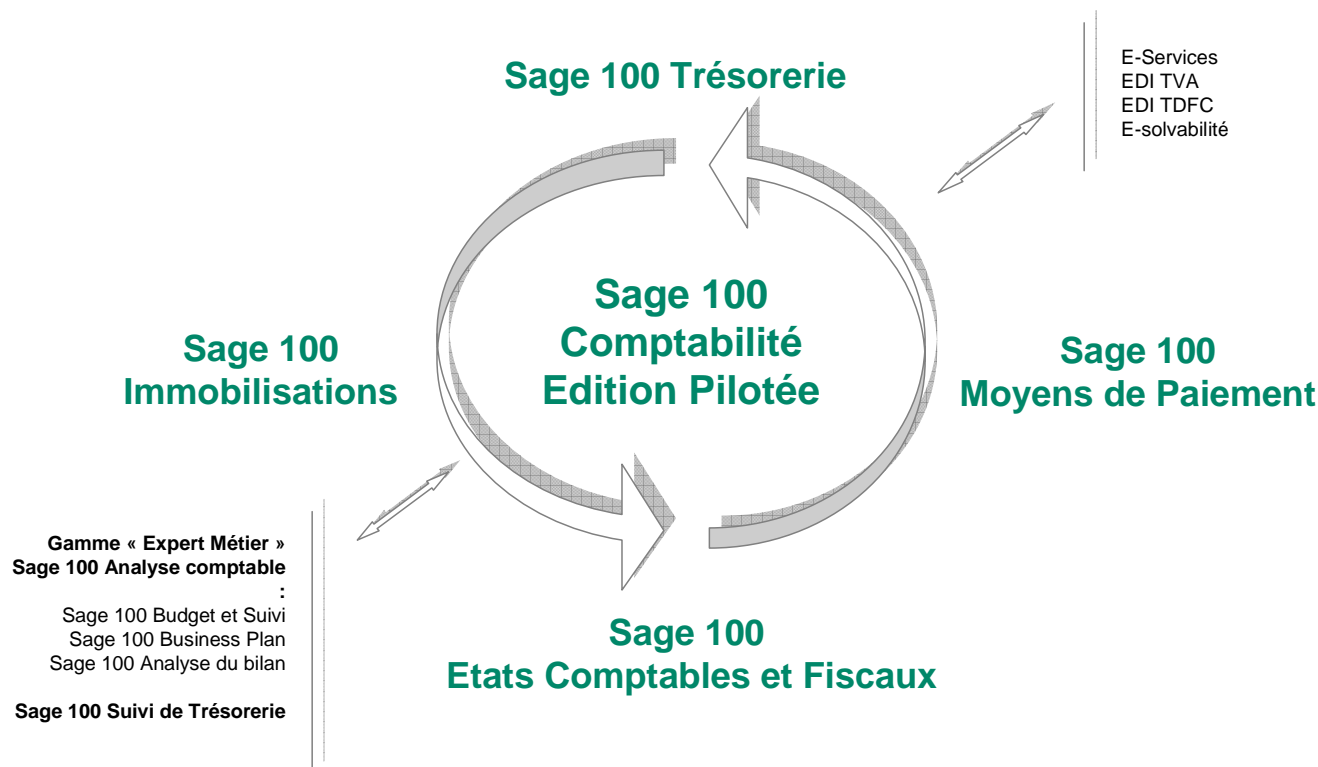 Sage 100 Trésorerie
E-Services
EDI TVA
EDI TDFC
E-solvabilité
Sage 100
Comptabilité
Edition Pilotée
Sage 100
Immobilisations
Sage 100
Moyens de Paiement
Gamme « Expert Métier »
Sage 100 Analyse comptable
:
Sage 100 Budget et Suivi
Sage 100 Business Plan
Sage 100 Analyse du bilan
Sage 100 Suivi de Trésorerie
Sage 100
Etats Comptables et Fiscaux